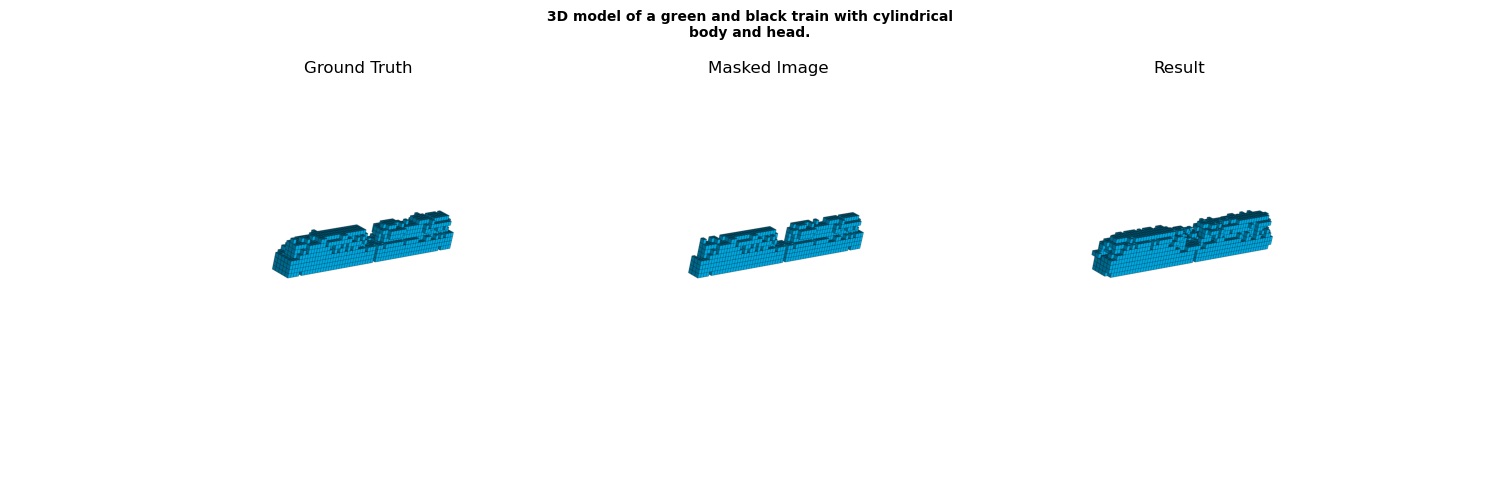 3D model of a green and black train with cylindrical
body and head.
Ground Truth
Masked Image
Result